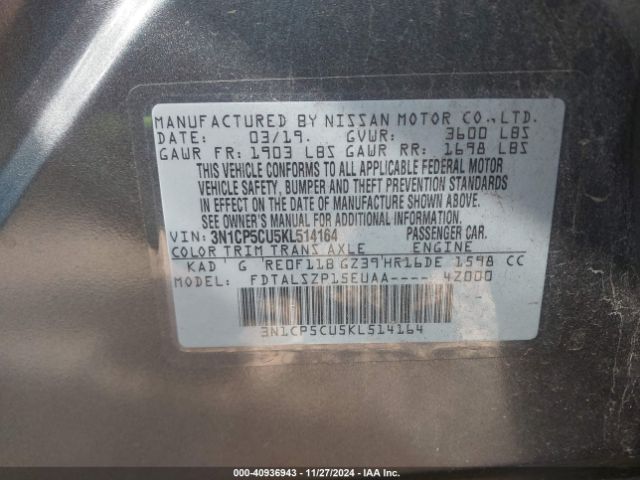 MANUFACTURED BY NISSAN MOTOR CO.,LTD.
DATE: 03/19. GVWR: 3600 LBS
GAWR FR: 1903 LBS GAWR RR: 1698 LBS
THIS VEHICLE CONFORMS TO ALL APPLICABLE FEDERAL MOTOR
VEHICLE SAFETY, BUMPER AND THEFT PREVENTION STANDARDS
IN EFFECT ON THE DATE OF MANUFACTURE SHOWN ABOVE.
SEE OWNER'S MANUAL FOR ADDITIONAL INFORMATION.
VIN: 3N1CP5CU5KL514164 PASSENGER CAR.
COLOR TRIM TRANS AXLE ENGINE
KAD G RE0F11B GZ39 HR16DE 1598 CC
MODEL: FDTALSZP15EUAA---- 4Z000
3N1CP5CU5KL514164
000-40936943 | 11/27/2024 - IAAI.com